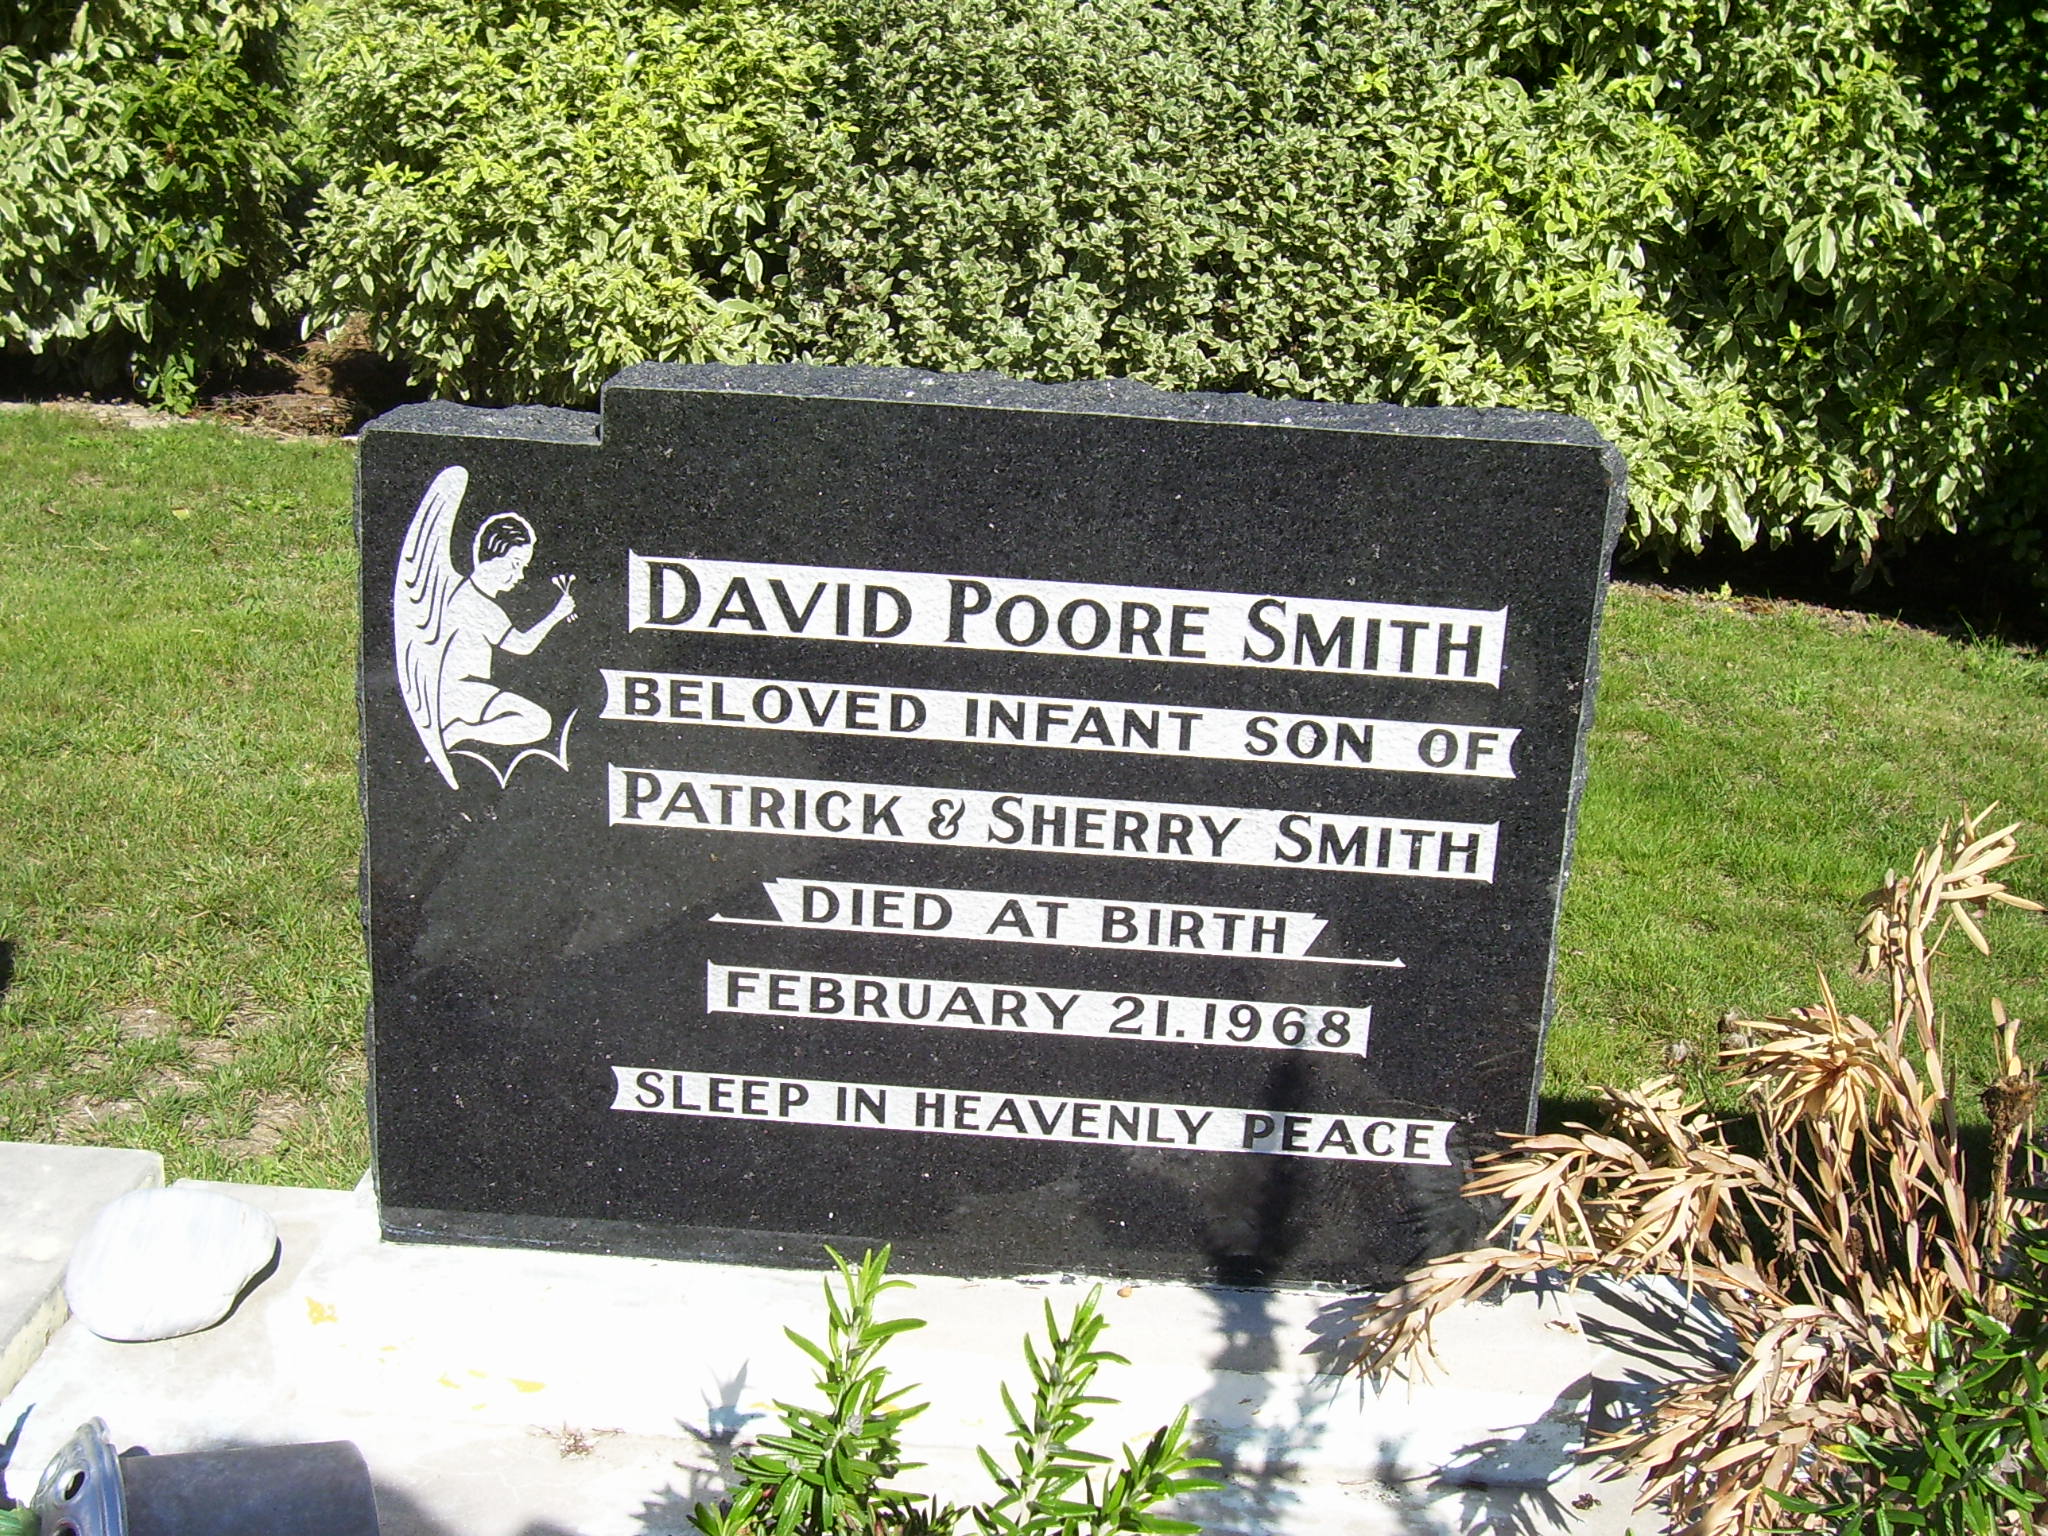 DAVID POORE SMITH
BELOVED INFANT SON OF
PATRICK & SHERRY SMITH
DIED AT BIRTH
FEBRUARY 21.1968
SLEEP IN HEAVENLY PEACE